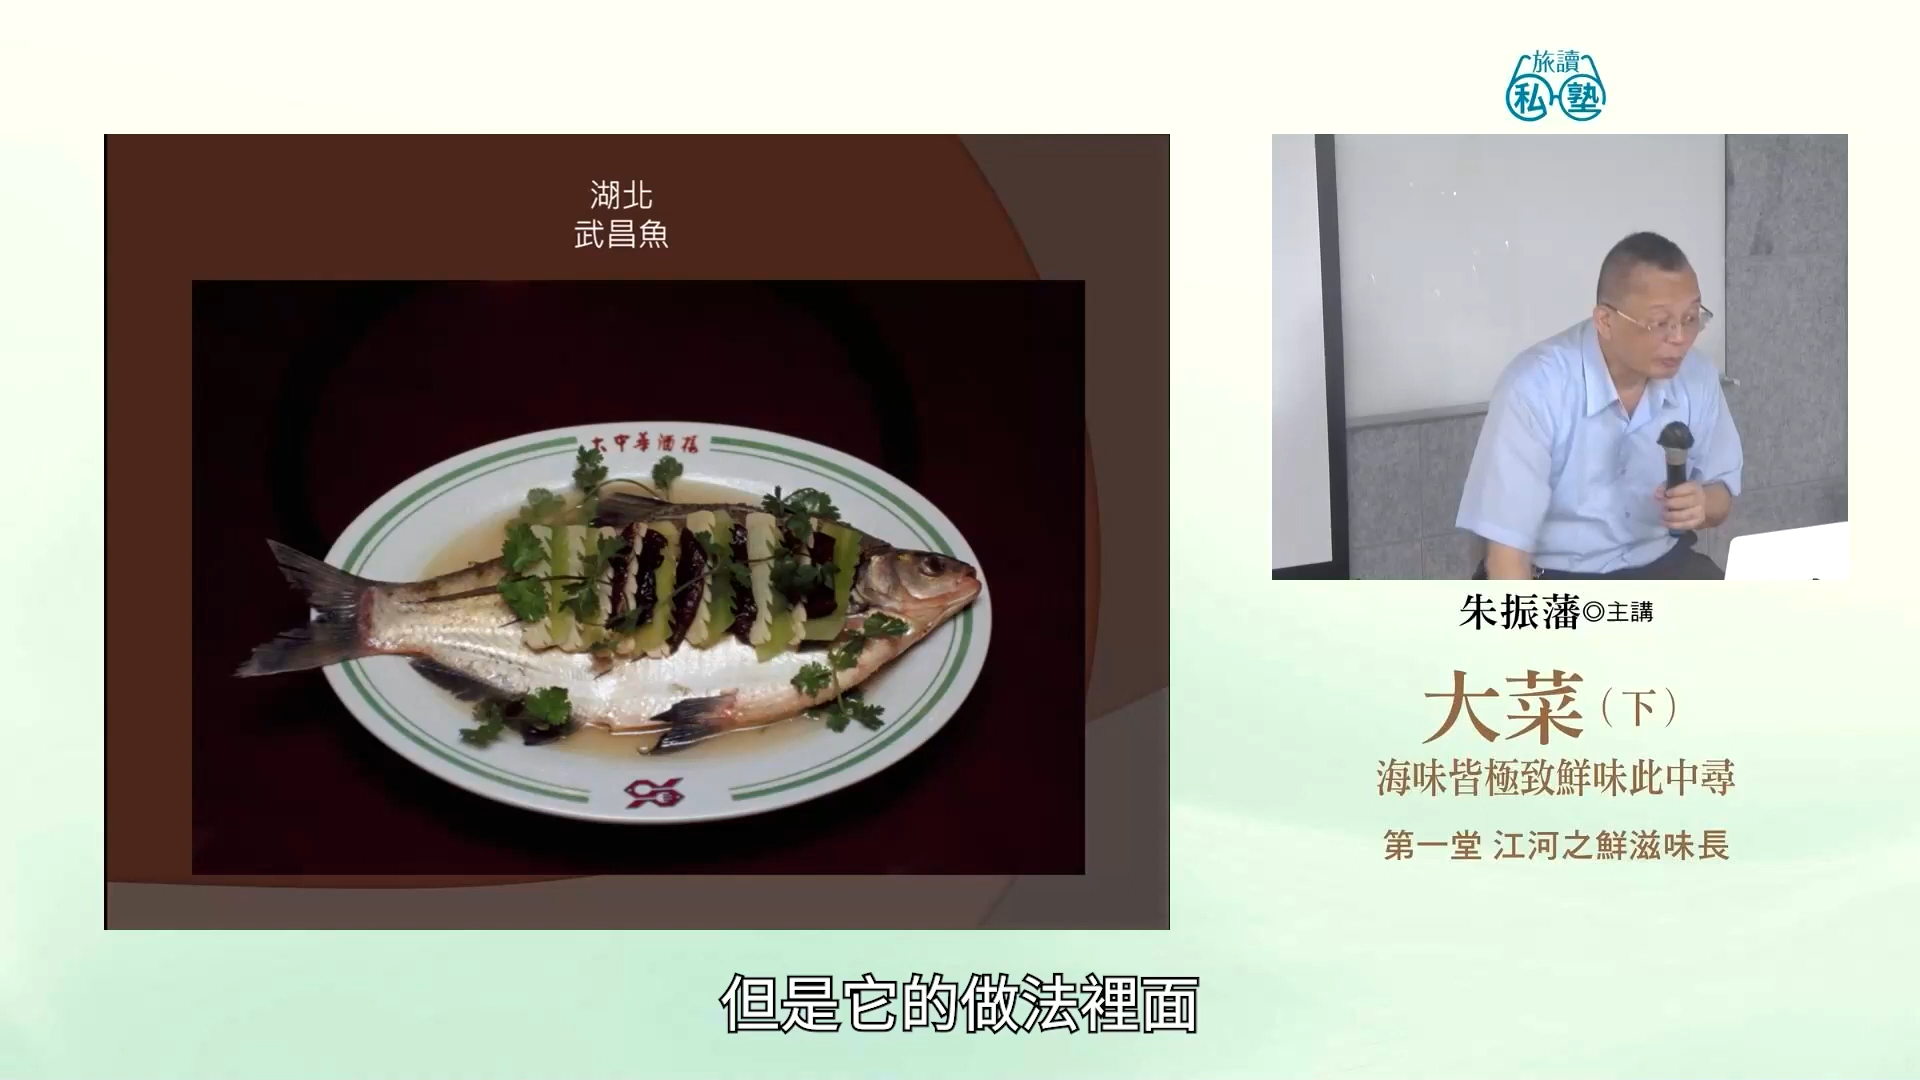 旅讀
私塾
湖北
武昌魚
大中華酒樓
朱振藩◎主講
大菜（下）
海味皆極致鮮味此中尋
第一堂 江河之鮮滋味長
但是它的做法裡面